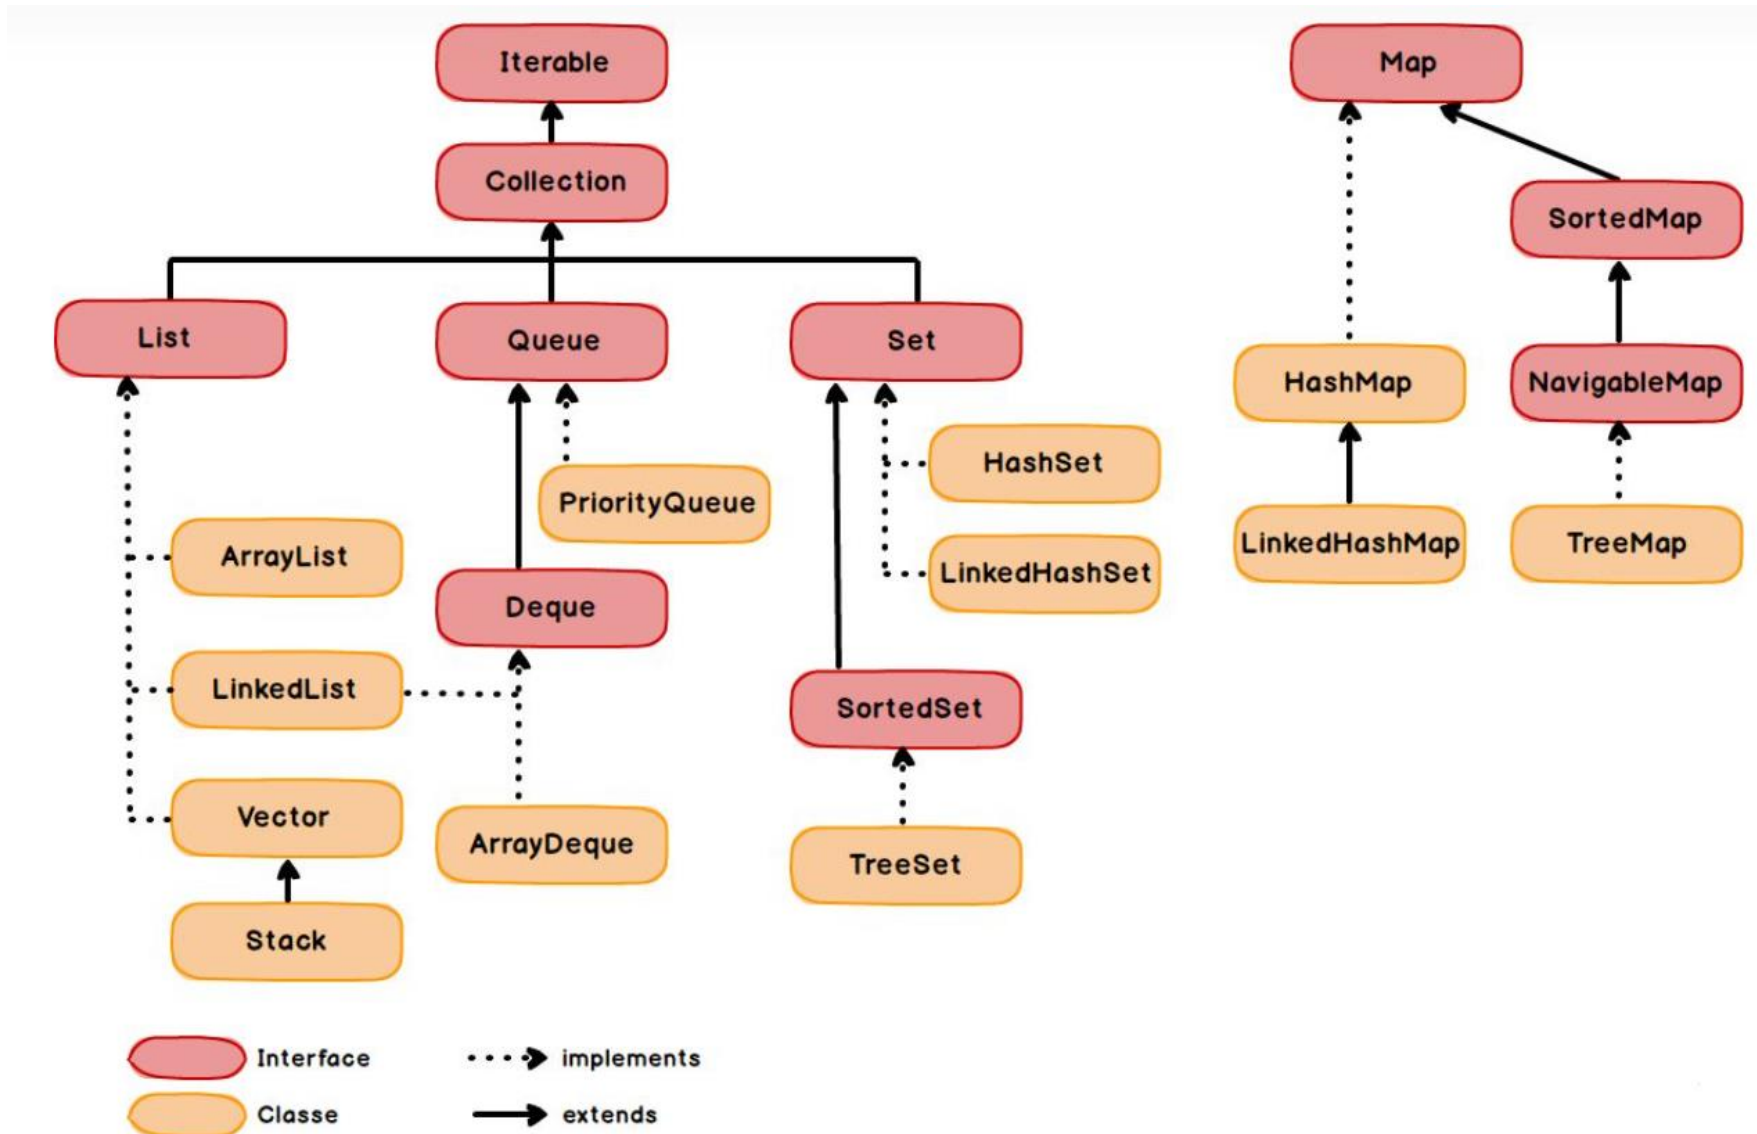 Iterable
Map
Collection
SortedMap
List
Queue
Set
HashMap
NavigableMap
HashSet
PriorityQueue
ArrayList
LinkedHashSet
LinkedHashMap
TreeMap
Deque
LinkedList
SortedSet
Vector
ArrayDeque
TreeSet
Stack
Interface
implements
Classe
extends